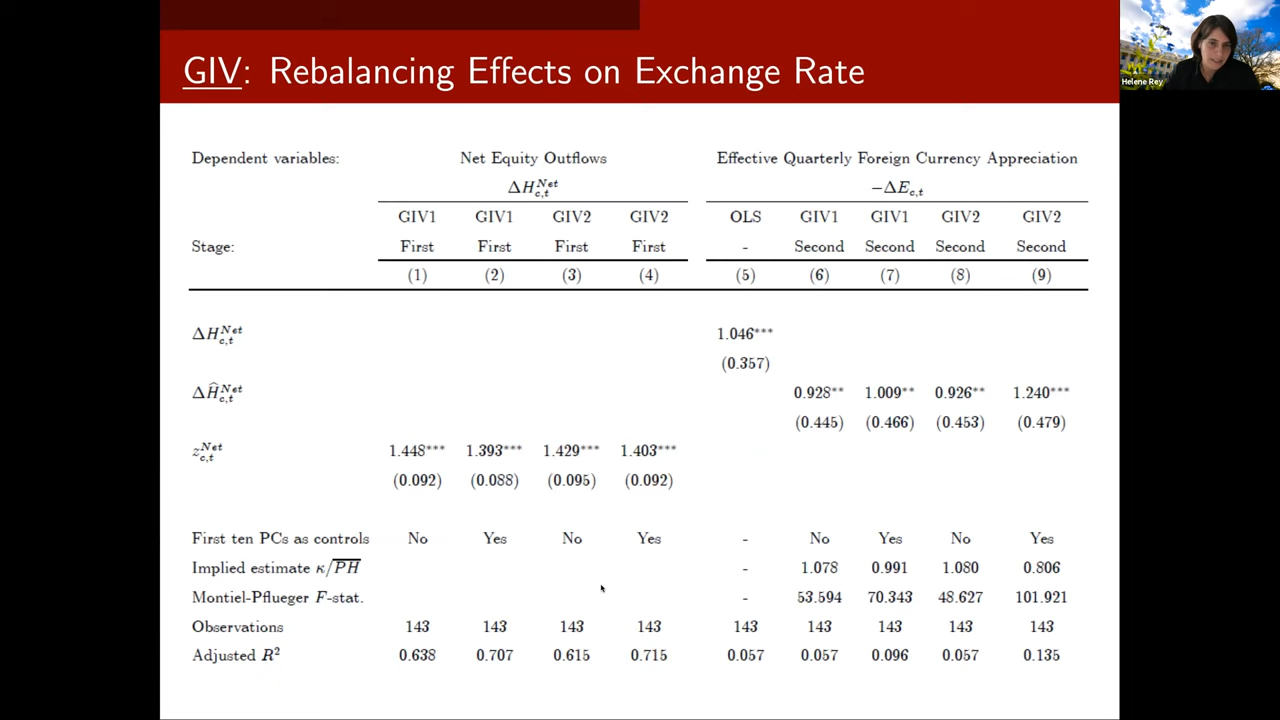 GIV: Rebalancing Effects on Exchange Rate
Helene Rey
Dependent variables: Net Equity Outflows Effective Quarterly Foreign Currency Appreciation
ΔH^{Net}_{c,t} −ΔE_{c,t}
GIV1 GIV1 GIV2 GIV2 OLS GIV1 GIV1 GIV2 GIV2
Stage: First First First First - Second Second Second Second
(1) (2) (3) (4) (5) (6) (7) (8) (9)
ΔH^{Net}_{c,t} 1.046***
(0.357)
ΔĤ^{Net}_{c,t} 0.928** 1.009** 0.926** 1.240***
(0.445) (0.466) (0.453) (0.479)
z^{Net}_{c,t} 1.448*** 1.393*** 1.429*** 1.403***
(0.092) (0.088) (0.095) (0.092)
First ten PCs as controls No Yes No Yes - No Yes No Yes
Implied estimate κ/\overline{PH} - 1.078 0.991 1.080 0.806
Montiel-Pflueger F-stat. - 53.594 70.343 48.627 101.921
Observations 143 143 143 143 143 143 143 143 143
Adjusted R² 0.638 0.707 0.615 0.715 0.057 0.057 0.096 0.057 0.135